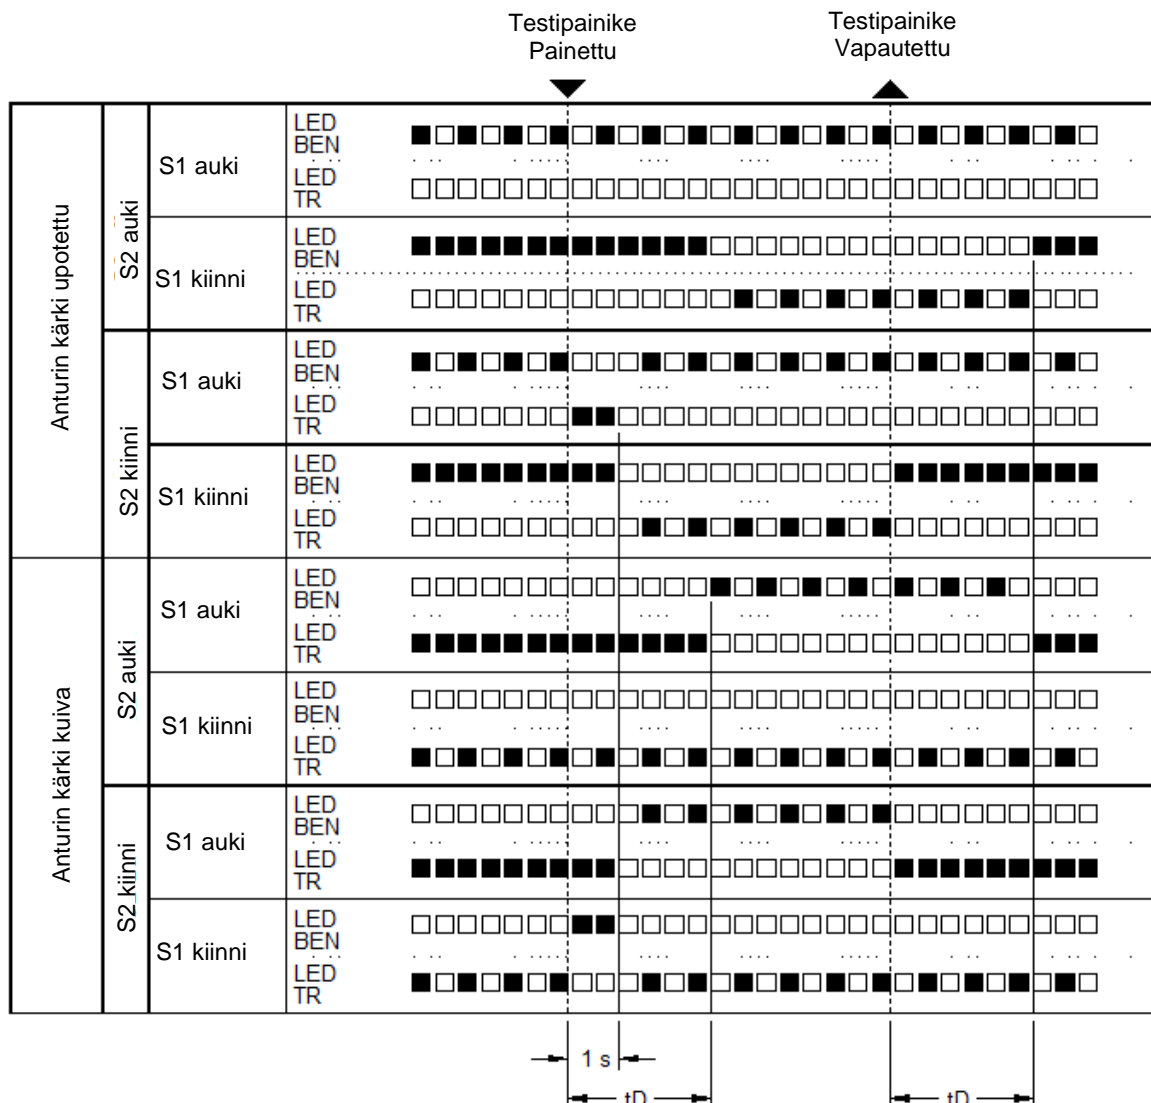 Testipainike
Painettu
Testipainike
Vapautettu
Anturin kärki upotettu
S2 auki
S1 auki
LED
BEN
LED
TR
S1 kiinni
LED
BEN
LED
TR
S2 kiinni
S1 auki
LED
BEN
LED
TR
S1 kiinni
LED
BEN
LED
TR
Anturin kärki kuiva
S2 auki
S1 auki
LED
BEN
LED
TR
S1 kiinni
LED
BEN
LED
TR
S2 kiinni
S1 auki
LED
BEN
LED
TR
S1 kiinni
LED
BEN
LED
TR
1 s
tD
tD